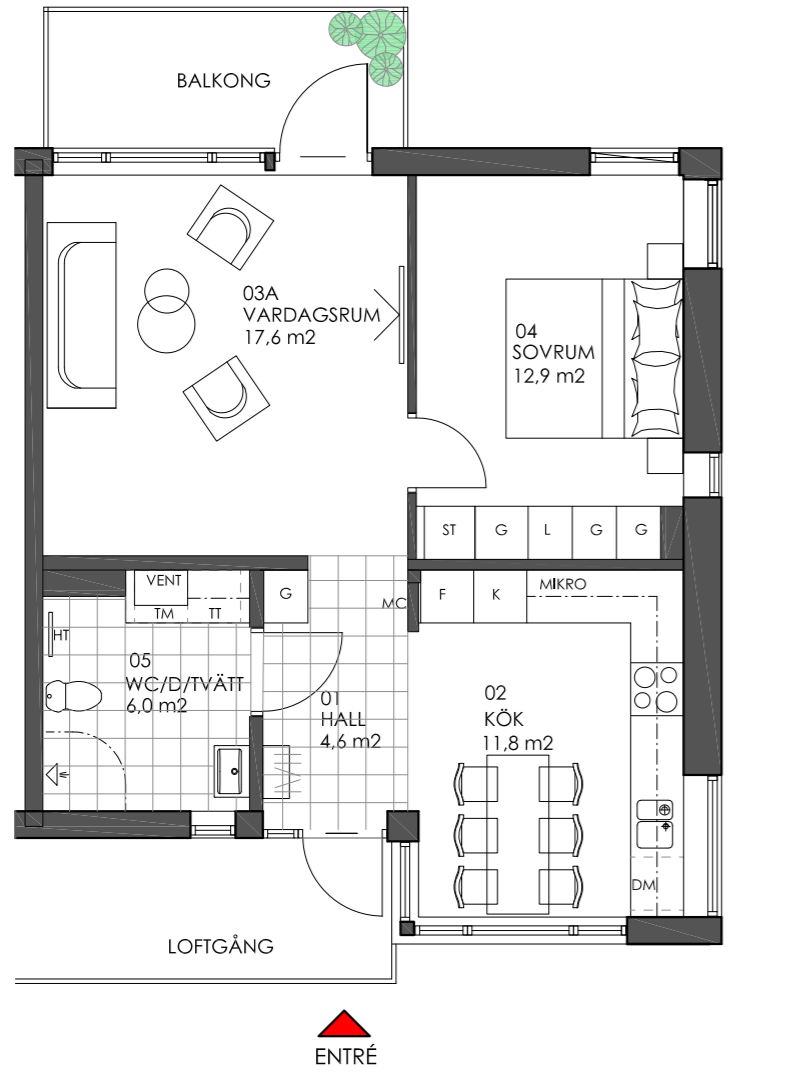 BALKONG
03A
VARDAGSRUM
17,6 m2
04
SOVRUM
12,9 m2
ST
G
L
G
G
VENT
TM
TT
G
MC
F
K
MIKRO
HT
05
WC/D/TVÄTT
6,0 m2
01
HALL
4,6 m2
02
KÖK
11,8 m2
DM
LOFTGÅNG
ENTRÉ